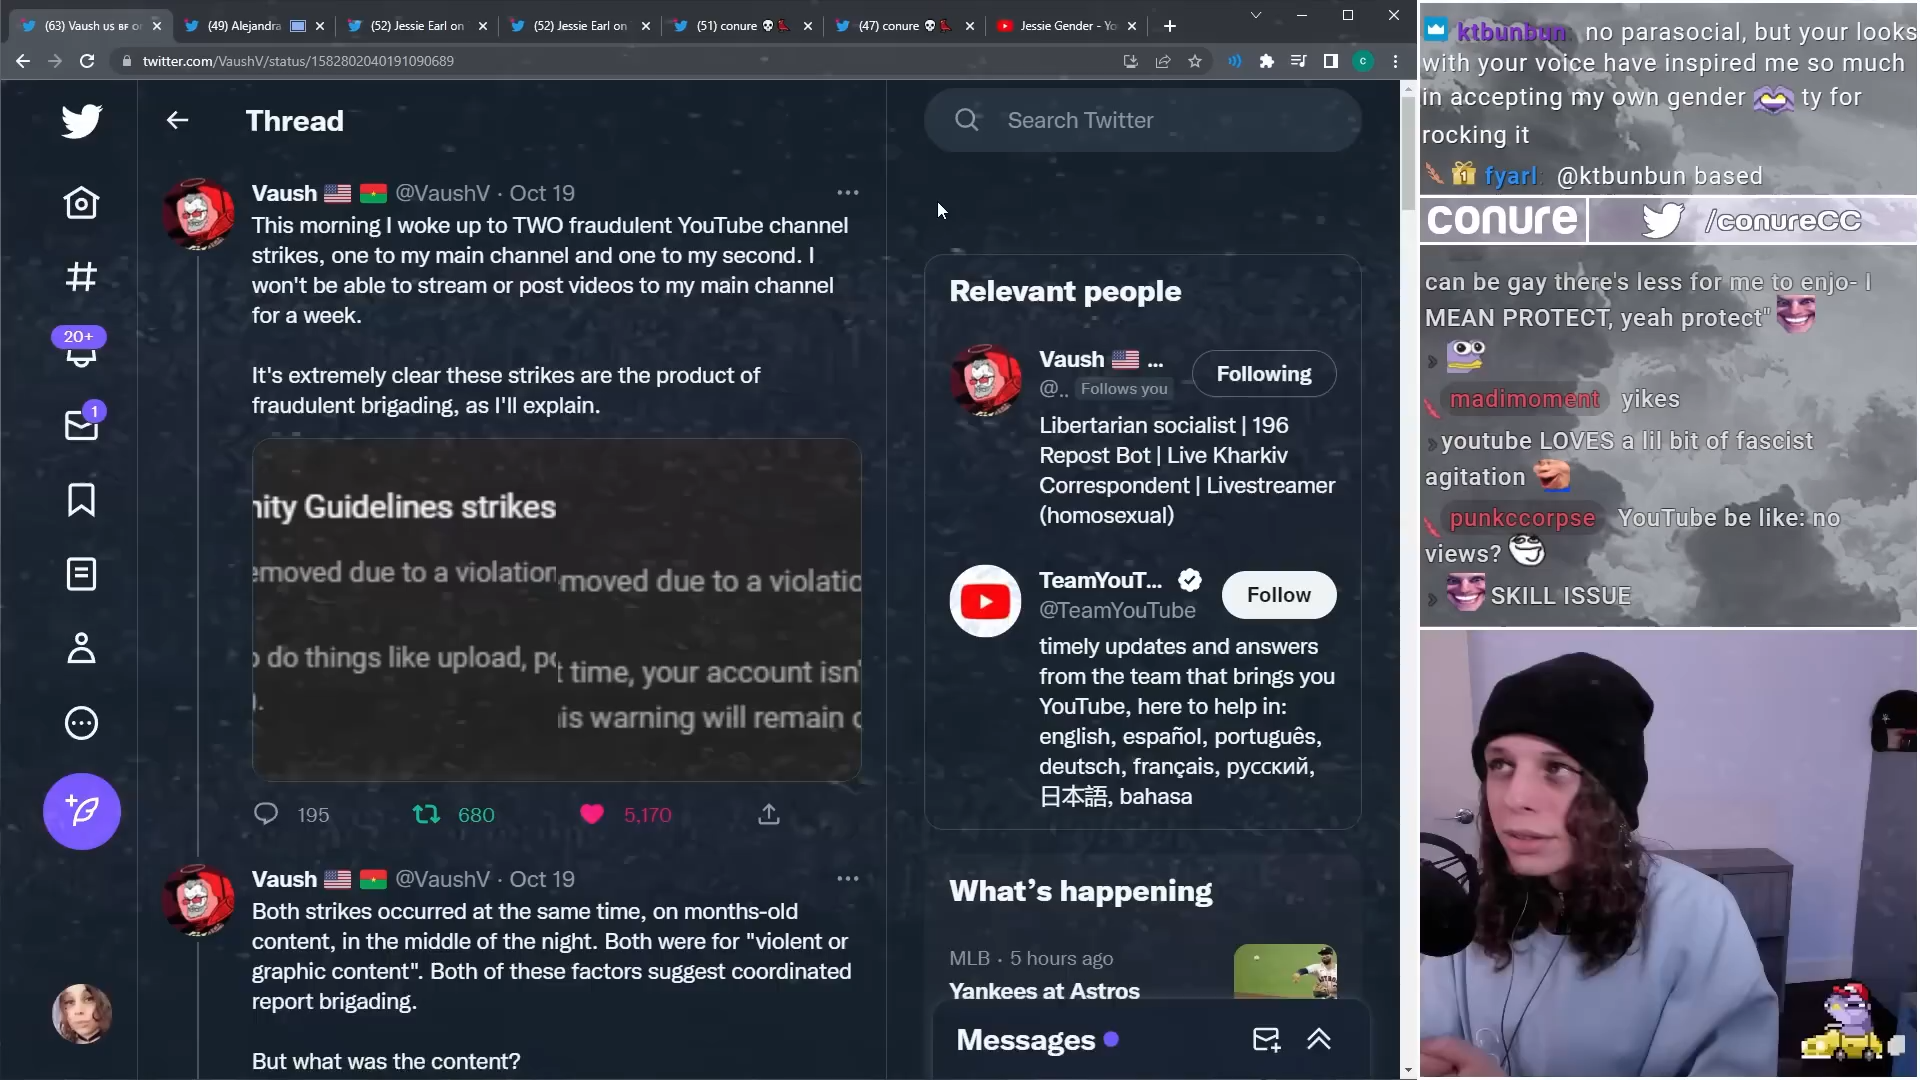 (63) Vaush US BF on
(49) Alejandra
(52) Jessie Earl on
(52) Jessie Earl on
(51) conure 💀
(47) conure 💀
Jessie Gender - Yo
twitter.com/VaushV/status/1582802040191090689
Thread
Search Twitter
Vaush 🇺🇸 🇧🇫 @VaushV · Oct 19
This morning I woke up to TWO fraudulent YouTube channel
strikes, one to my main channel and one to my second. I
won't be able to stream or post videos to my main channel
for a week.
It's extremely clear these strikes are the product of
fraudulent brigading, as I'll explain.
nity Guidelines strikes
emoved due to a violation
moved due to a violatio
o do things like upload, po
t time, your account isn'
is warning will remain o
195
680
5,170
Vaush 🇺🇸 🇧🇫 @VaushV · Oct 19
Both strikes occurred at the same time, on months-old
content, in the middle of the night. Both were for "violent or
graphic content". Both of these factors suggest coordinated
report brigading.
But what was the content?
20+
1
Relevant people
Vaush 🇺🇸 ...
@.. Follows you
Following
Libertarian socialist | 196
Repost Bot | Live Kharkiv
Correspondent | Livestreamer
(homosexual)
TeamYouT...
@TeamYouTube
Follow
timely updates and answers
from the team that brings you
YouTube, here to help in:
english, español, português,
deutsch, français, русский,
日本語, bahasa
What's happening
MLB · 5 hours ago
Yankees at Astros
Messages
ktbunbun: no parasocial, but your looks
with your voice have inspired me so much
in accepting my own gender ty for
rocking it
1 fyarl: @ktbunbun based
conure
/conureCC
can be gay there's less for me to enjo- I
MEAN PROTECT, yeah protect"
madimoment yikes
youtube LOVES a lil bit of fascist
agitation
punkccorpse YouTube be like: no
views?
SKILL ISSUE